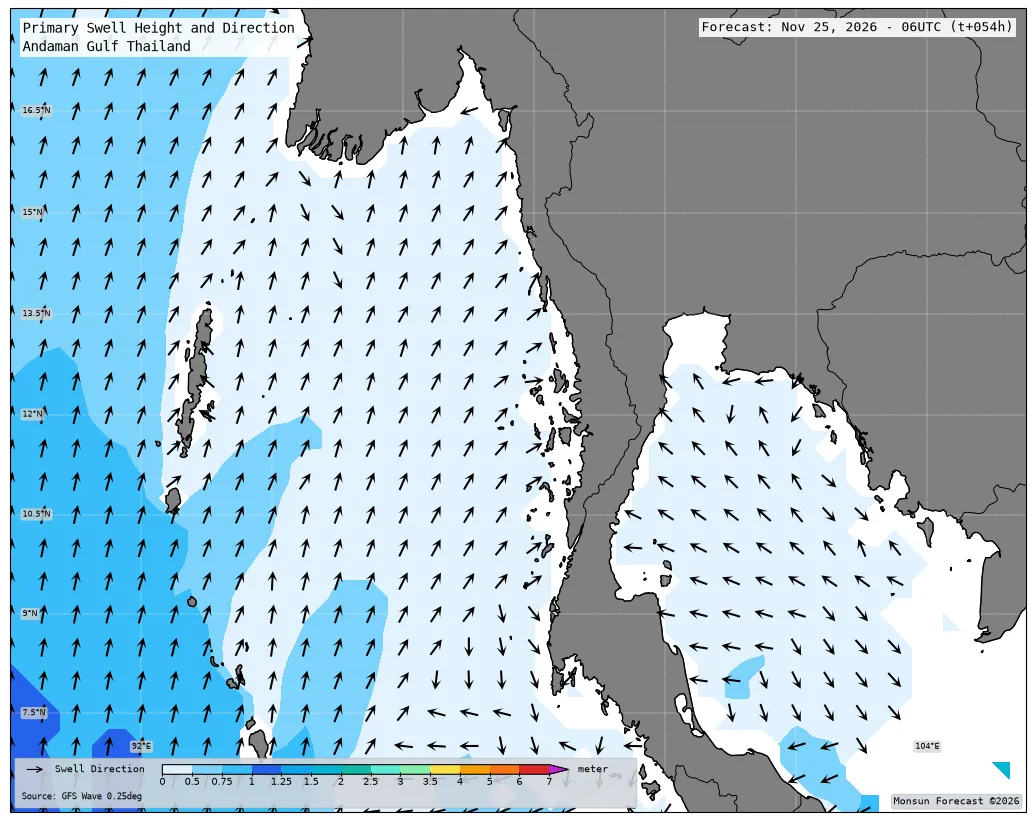 Primary Swell Height and Direction
Andaman Gulf Thailand
Forecast: Nov 25, 2026 - 06UTC (t+054h)
16.5°N
15°N
13.5°N
12°N
10.5°N
9°N
7.5°N
92°E
104°E
Swell Direction
0 0.5 0.75 1.25 1.5 2 2.5 3 3.5 4 5 6 7 meter
Source: GFS Wave 0.25deg
Monsun Forecast ©2026